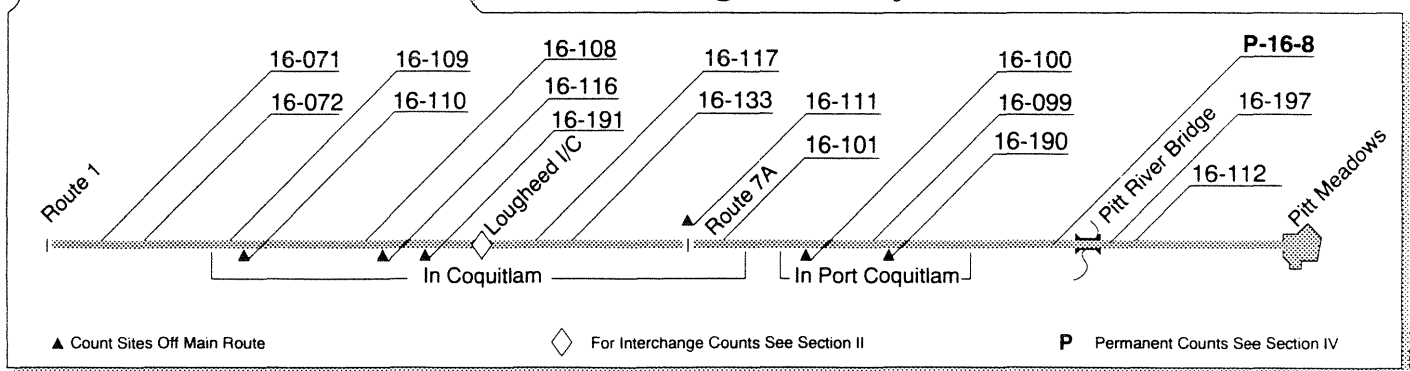 16-071
16-109
16-108
16-117
16-100
P-16-8
16-072
16-110
16-116
16-133
16-111
16-099
16-197
16-191
16-101
16-190
16-112
Route 1
Lougheed I/C
Route 7A
Pitt River Bridge
Pitt Meadows
In Coquitlam
In Port Coquitlam
▲ Count Sites Off Main Route
◇ For Interchange Counts See Section II
P Permanent Counts See Section IV